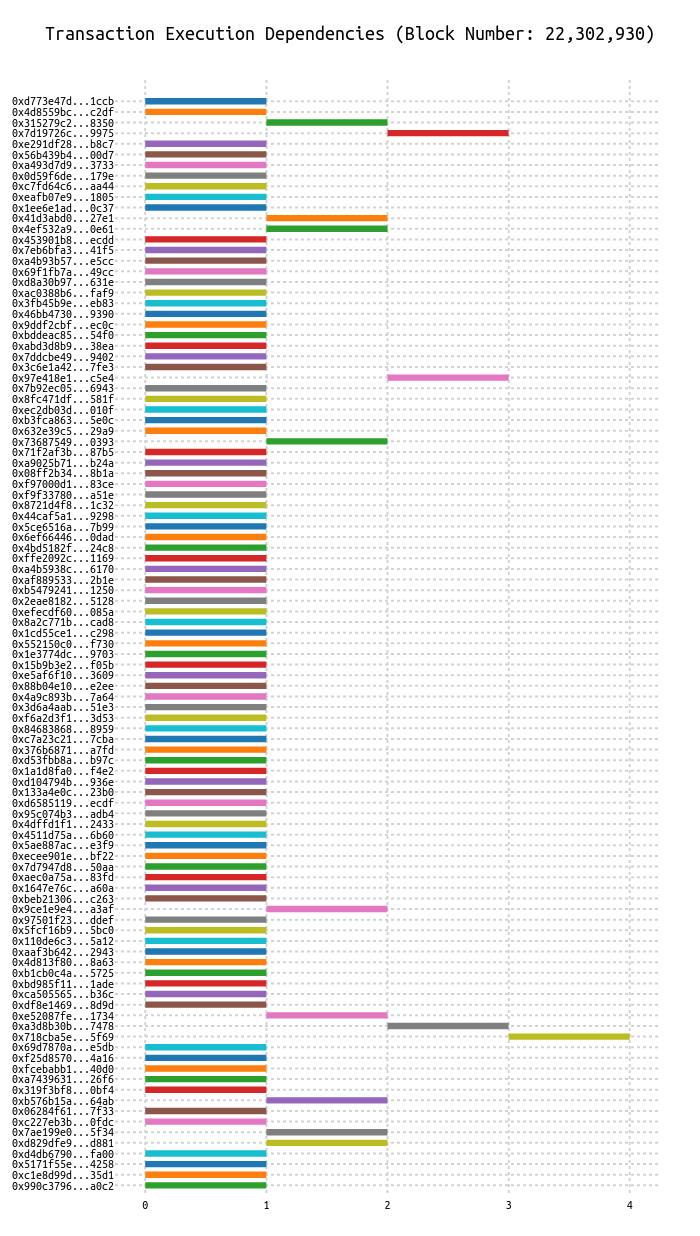 Transaction Execution Dependencies (Block Number: 22,302,930)
0xd773e47d...1ccb
0x4d8559bc...c2df
0x315279c2...8350
0x7d19726c...9975
0xe291df28...b8c7
0x56b439b4...00d7
0xa493d7d9...3733
0x0d59f6de...179e
0xc7fd64c6...aa44
0xeafb07e9...1805
0x1ee6e1ad...0c37
0x41d3abd0...27e1
0x4ef532a9...0e61
0x453901b8...ecdd
0x7eb6bfa3...41f5
0xa4b93b57...e5cc
0x69f1fb7a...49cc
0xd8a30b97...631e
0xac0388b6...faf9
0x3fb45b9e...eb83
0x46bb4730...9390
0x9ddf2cbf...ec0c
0xbddeac85...54f0
0xabd3d8b9...38ea
0x7ddcbe49...9402
0x3c6e1a42...7fe3
0x97e418e1...c5e4
0x7b92ec05...6943
0x8fc471df...581f
0xec2db03d...010f
0xb3fca863...5e0c
0x632e39c5...29a9
0x73687549...0393
0x71f2af3b...87b5
0xa9025b71...b24a
0x08ff2b34...8b1a
0xf97000d1...83ce
0xf9f33780...a51e
0x8721d4f8...1c32
0x44caf5a1...9298
0x5ce6516a...7b99
0x6ef66446...0dad
0x4bd5182f...24c8
0xffe2092c...1169
0xa4b5938c...6170
0xaf889533...2b1e
0xb5479241...1250
0x2eae8182...5128
0xefecdf60...085a
0x8a2c771b...cad8
0x1cd55ce1...c298
0x552150c0...f730
0x1e3774dc...9703
0x15b9b3e2...f05b
0xe5af6f10...3609
0x88b04e10...e2ee
0x4a9c893b...7a64
0x3d6a4aab...51e3
0xf6a2d3f1...3d53
0x84683868...8959
0xc7a23c21...7cba
0x376b6871...a7fd
0xd53fbb8a...b97c
0x1a1d8fa0...f4e2
0xd104794b...936e
0x133a4e0c...23b0
0xd6585119...ecdf
0x95c074b3...adb4
0x4dffd1f1...2433
0x4511d75a...6b60
0x5ae887ac...e3f9
0xecee901e...bf22
0x7d7947d8...50aa
0xaec0a75a...83fd
0x1647e76c...a60a
0xbeb21306...c263
0x9ce1e9e4...a3af
0x97501f23...ddef
0x5fcf16b9...5bc0
0x110de6c3...5a12
0xaaf3b642...2943
0x4d813f80...8a63
0xb1cb0c4a...5725
0xbd985f11...1ade
0xca505565...b36c
0xdf8e1469...8d9d
0xe52087fe...1734
0xa3d8b30b...7478
0x718cba5e...5f69
0x69d7870a...e5db
0xf25d8570...4a16
0xfcebabb1...40d0
0xa7439631...26f6
0x319f3bf8...0bf4
0xb576b15a...64ab
0x06284f61...7f33
0xc227eb3b...0fdc
0x7ae199e0...5f34
0xd829dfe9...d881
0xd4db6790...fa00
0x5171f55e...4258
0xc1e8d99d...35d1
0x990c3796...a0c2
0 1 2 3 4